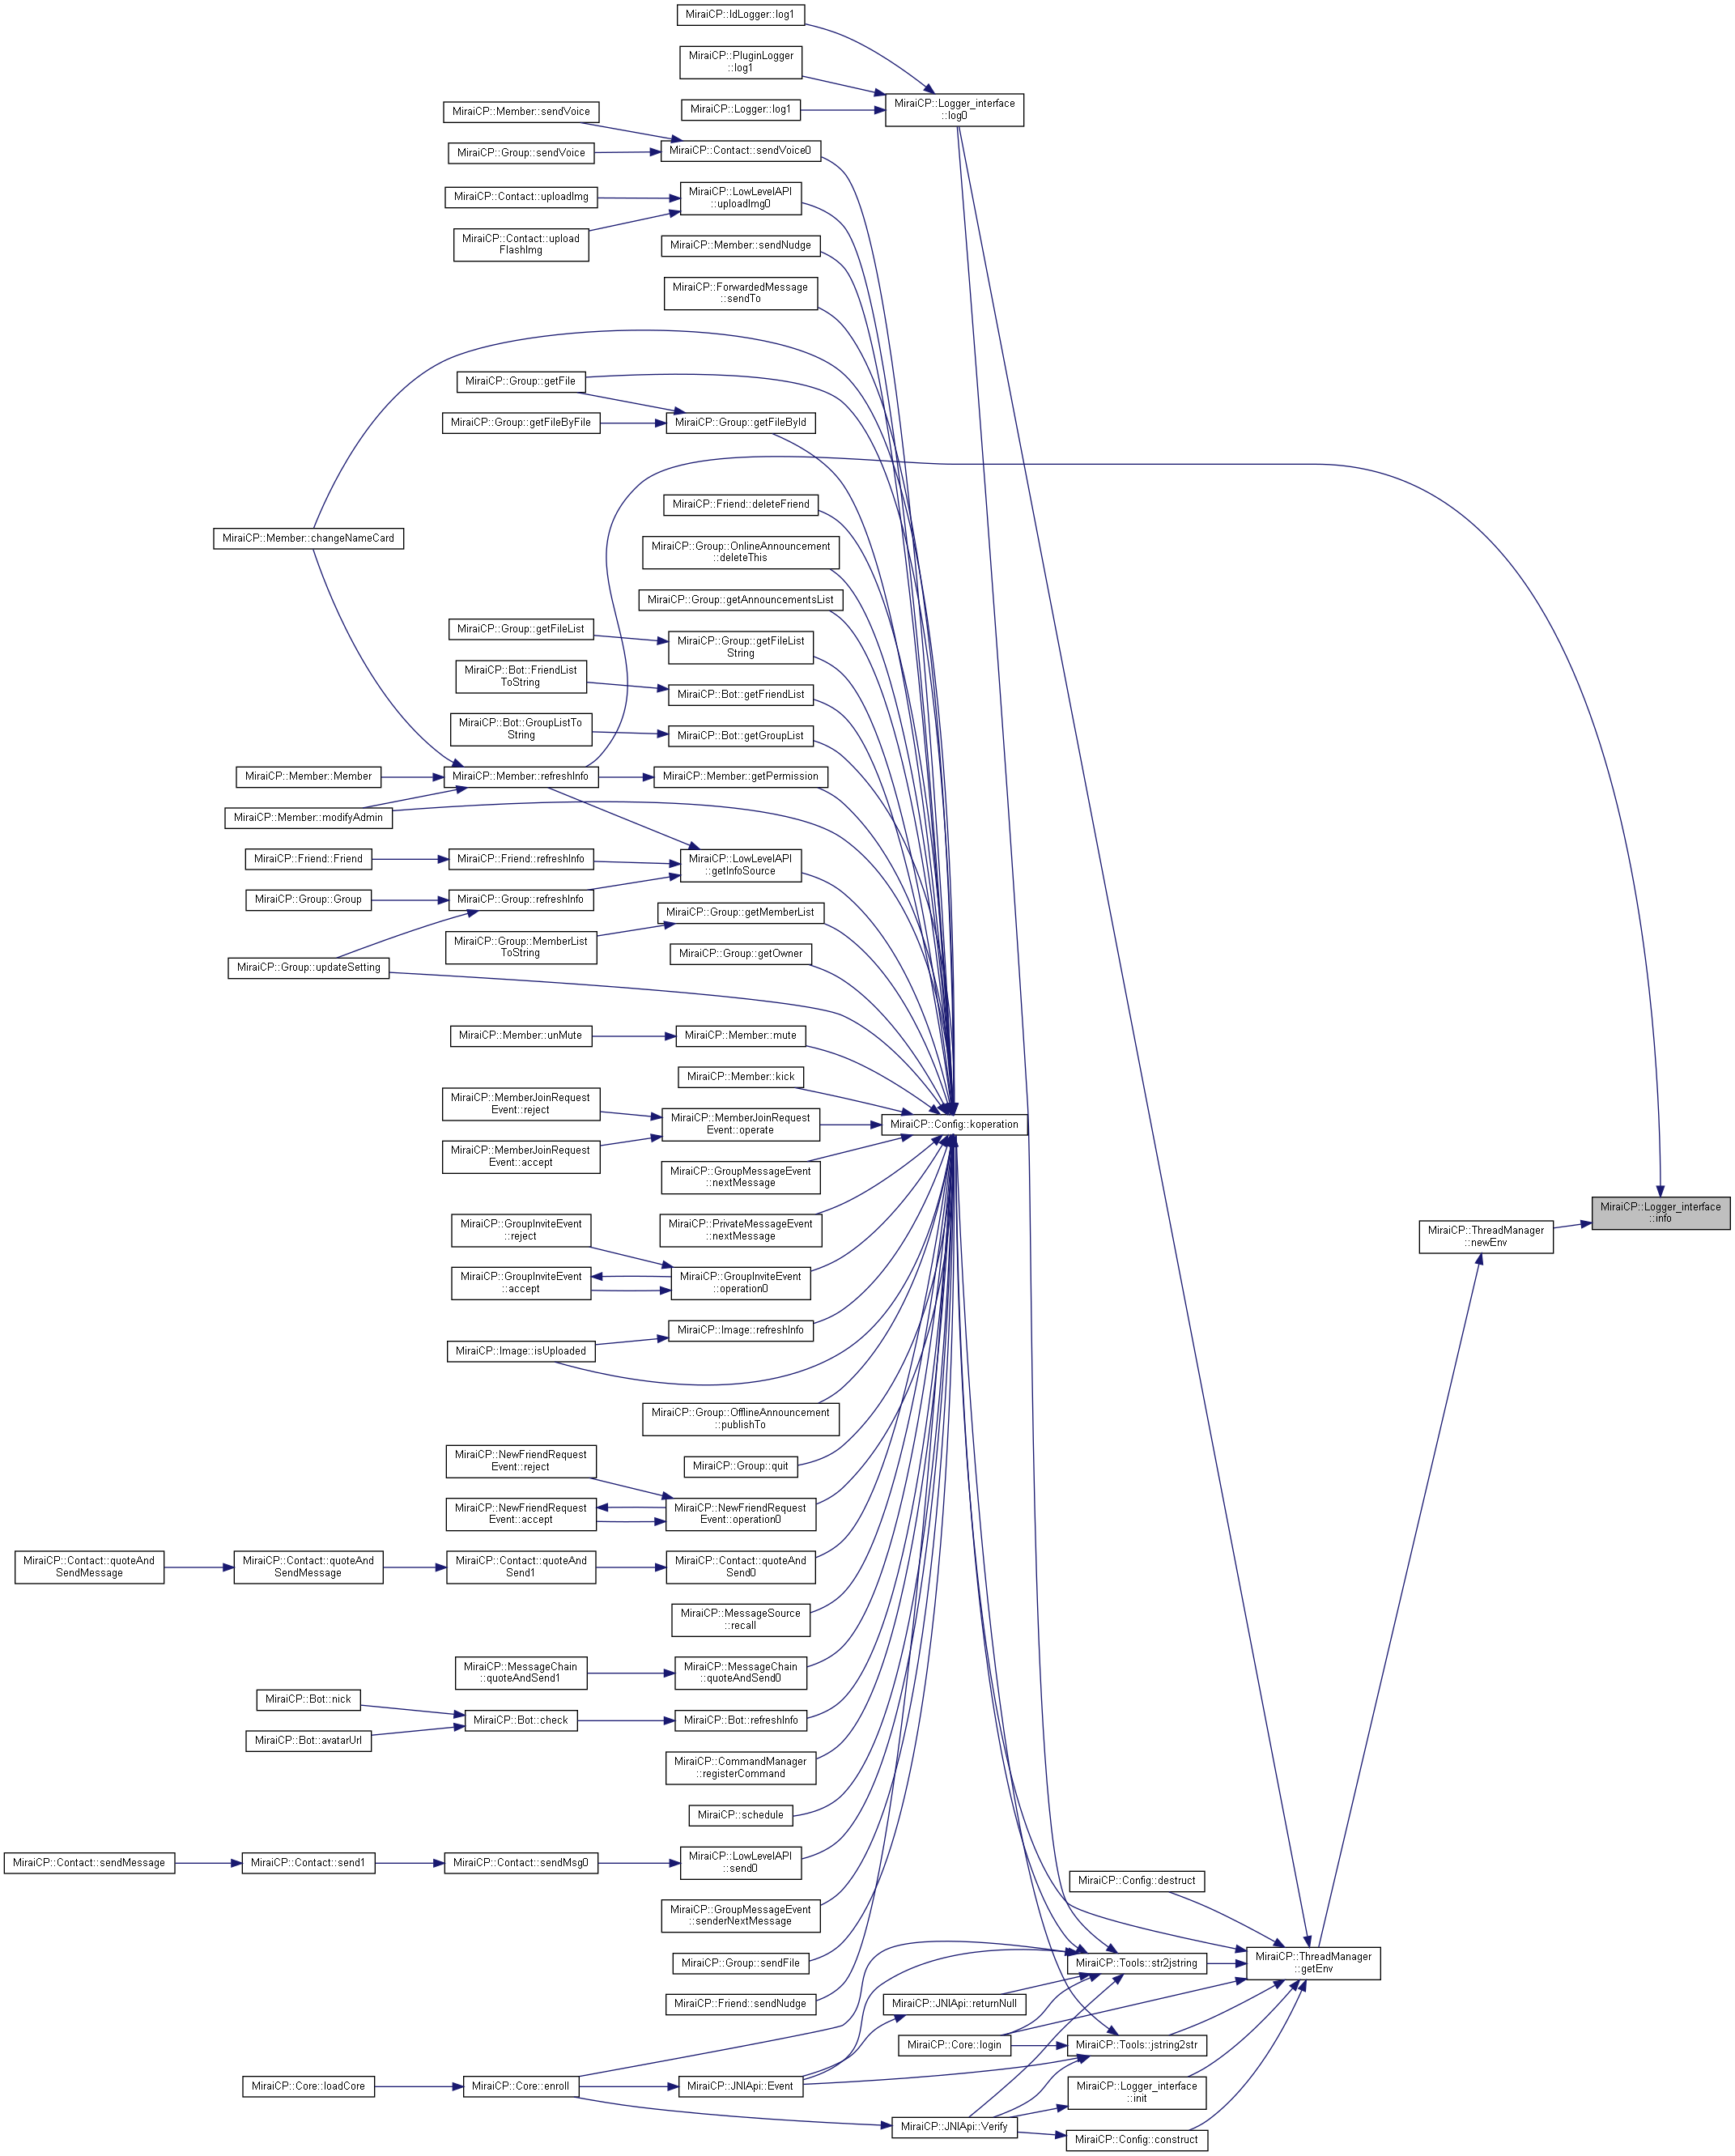 MiraiCP::IdLogger::log1
MiraiCP::PluginLogger
::log1
MiraiCP::Logger_interface
::log0
MiraiCP::Logger::log1
MiraiCP::Member::sendVoice
MiraiCP::Group::sendVoice
MiraiCP::Contact::sendVoice0
MiraiCP::Contact::uploadImg
MiraiCP::LowLevelAPI
::uploadImg0
MiraiCP::Contact::upload
FlashImg
MiraiCP::Member::sendNudge
MiraiCP::ForwardedMessage
::sendTo
MiraiCP::Group::getFile
MiraiCP::Group::getFileByFile
MiraiCP::Group::getFileById
MiraiCP::Friend::deleteFriend
MiraiCP::Member::changeNameCard
MiraiCP::Group::OnlineAnnouncement
::deleteThis
MiraiCP::Group::getAnnouncementsList
MiraiCP::Group::getFileList
MiraiCP::Group::getFileList
String
MiraiCP::Bot::FriendList
ToString
MiraiCP::Bot::getFriendList
MiraiCP::Bot::GroupListTo
String
MiraiCP::Bot::getGroupList
MiraiCP::Member::Member
MiraiCP::Member::refreshInfo
MiraiCP::Member::getPermission
MiraiCP::Member::modifyAdmin
MiraiCP::Friend::Friend
MiraiCP::Friend::refreshInfo
MiraiCP::LowLevelAPI
::getInfoSource
MiraiCP::Group::Group
MiraiCP::Group::refreshInfo
MiraiCP::Group::getMemberList
MiraiCP::Group::MemberList
ToString
MiraiCP::Group::getOwner
MiraiCP::Group::updateSetting
MiraiCP::Member::unMute
MiraiCP::Member::mute
MiraiCP::Member::kick
MiraiCP::MemberJoinRequest
Event::reject
MiraiCP::MemberJoinRequest
Event::operate
MiraiCP::Config::koperation
MiraiCP::MemberJoinRequest
Event::accept
MiraiCP::GroupMessageEvent
::nextMessage
MiraiCP::Logger_interface
::info
MiraiCP::PrivateMessageEvent
::nextMessage
MiraiCP::ThreadManager
::newEnv
MiraiCP::GroupInviteEvent
::reject
MiraiCP::GroupInviteEvent
::accept
MiraiCP::GroupInviteEvent
::operation0
MiraiCP::Image::refreshInfo
MiraiCP::Image::isUploaded
MiraiCP::Group::OfflineAnnouncement
::publishTo
MiraiCP::Group::quit
MiraiCP::NewFriendRequest
Event::reject
MiraiCP::NewFriendRequest
Event::accept
MiraiCP::NewFriendRequest
Event::operation0
MiraiCP::Contact::quoteAnd
SendMessage
MiraiCP::Contact::quoteAnd
SendMessage
MiraiCP::Contact::quoteAnd
Send1
MiraiCP::Contact::quoteAnd
Send0
MiraiCP::MessageSource
::recall
MiraiCP::MessageChain
::quoteAndSend1
MiraiCP::MessageChain
::quoteAndSend0
MiraiCP::Bot::nick
MiraiCP::Bot::check
MiraiCP::Bot::refreshInfo
MiraiCP::Bot::avatarUrl
MiraiCP::CommandManager
::registerCommand
MiraiCP::schedule
MiraiCP::Contact::sendMessage
MiraiCP::Contact::send1
MiraiCP::Contact::sendMsg0
MiraiCP::LowLevelAPI
::send0
MiraiCP::Config::destruct
MiraiCP::GroupMessageEvent
::senderNextMessage
MiraiCP::Group::sendFile
MiraiCP::Tools::str2jstring
MiraiCP::ThreadManager
::getEnv
MiraiCP::Friend::sendNudge
MiraiCP::JNIApi::returnNull
MiraiCP::Core::login
MiraiCP::Tools::jstring2str
MiraiCP::Core::loadCore
MiraiCP::Core::enroll
MiraiCP::JNIApi::Event
MiraiCP::Logger_interface
::init
MiraiCP::JNIApi::Verify
MiraiCP::Config::construct